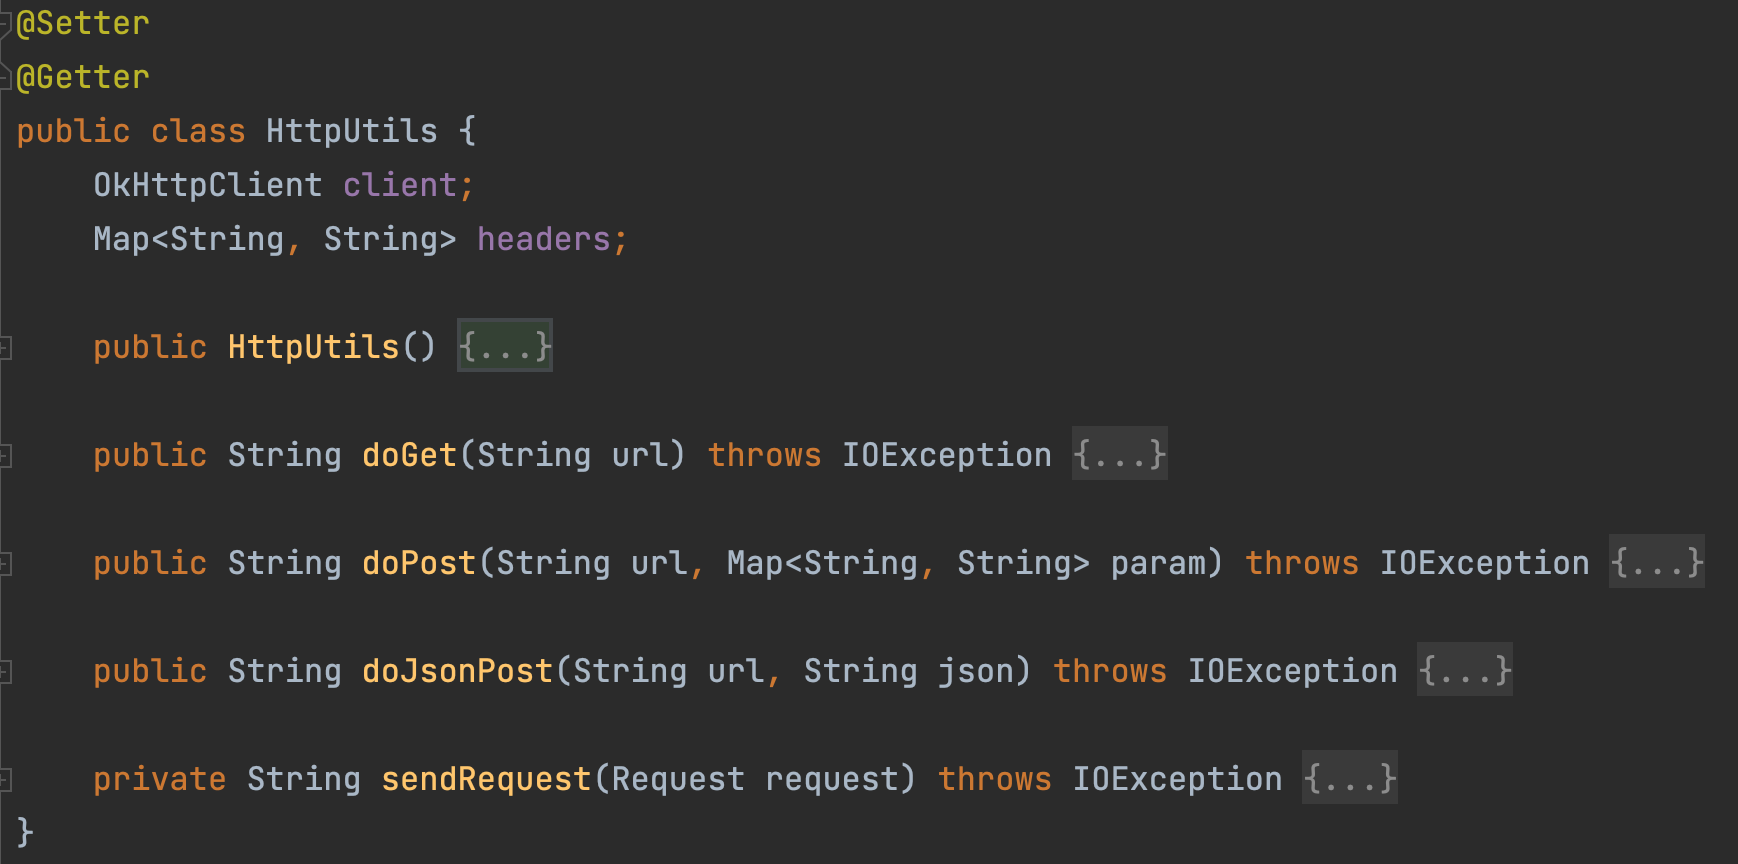 @Setter
@Getter
public class HttpUtils {
    OkHttpClient client;
    Map<String, String> headers;
    public HttpUtils() {...}
    public String doGet(String url) throws IOException {...}
    public String doPost(String url, Map<String, String> param) throws IOException {...}
    public String doJsonPost(String url, String json) throws IOException {...}
    private String sendRequest(Request request) throws IOException {...}
}